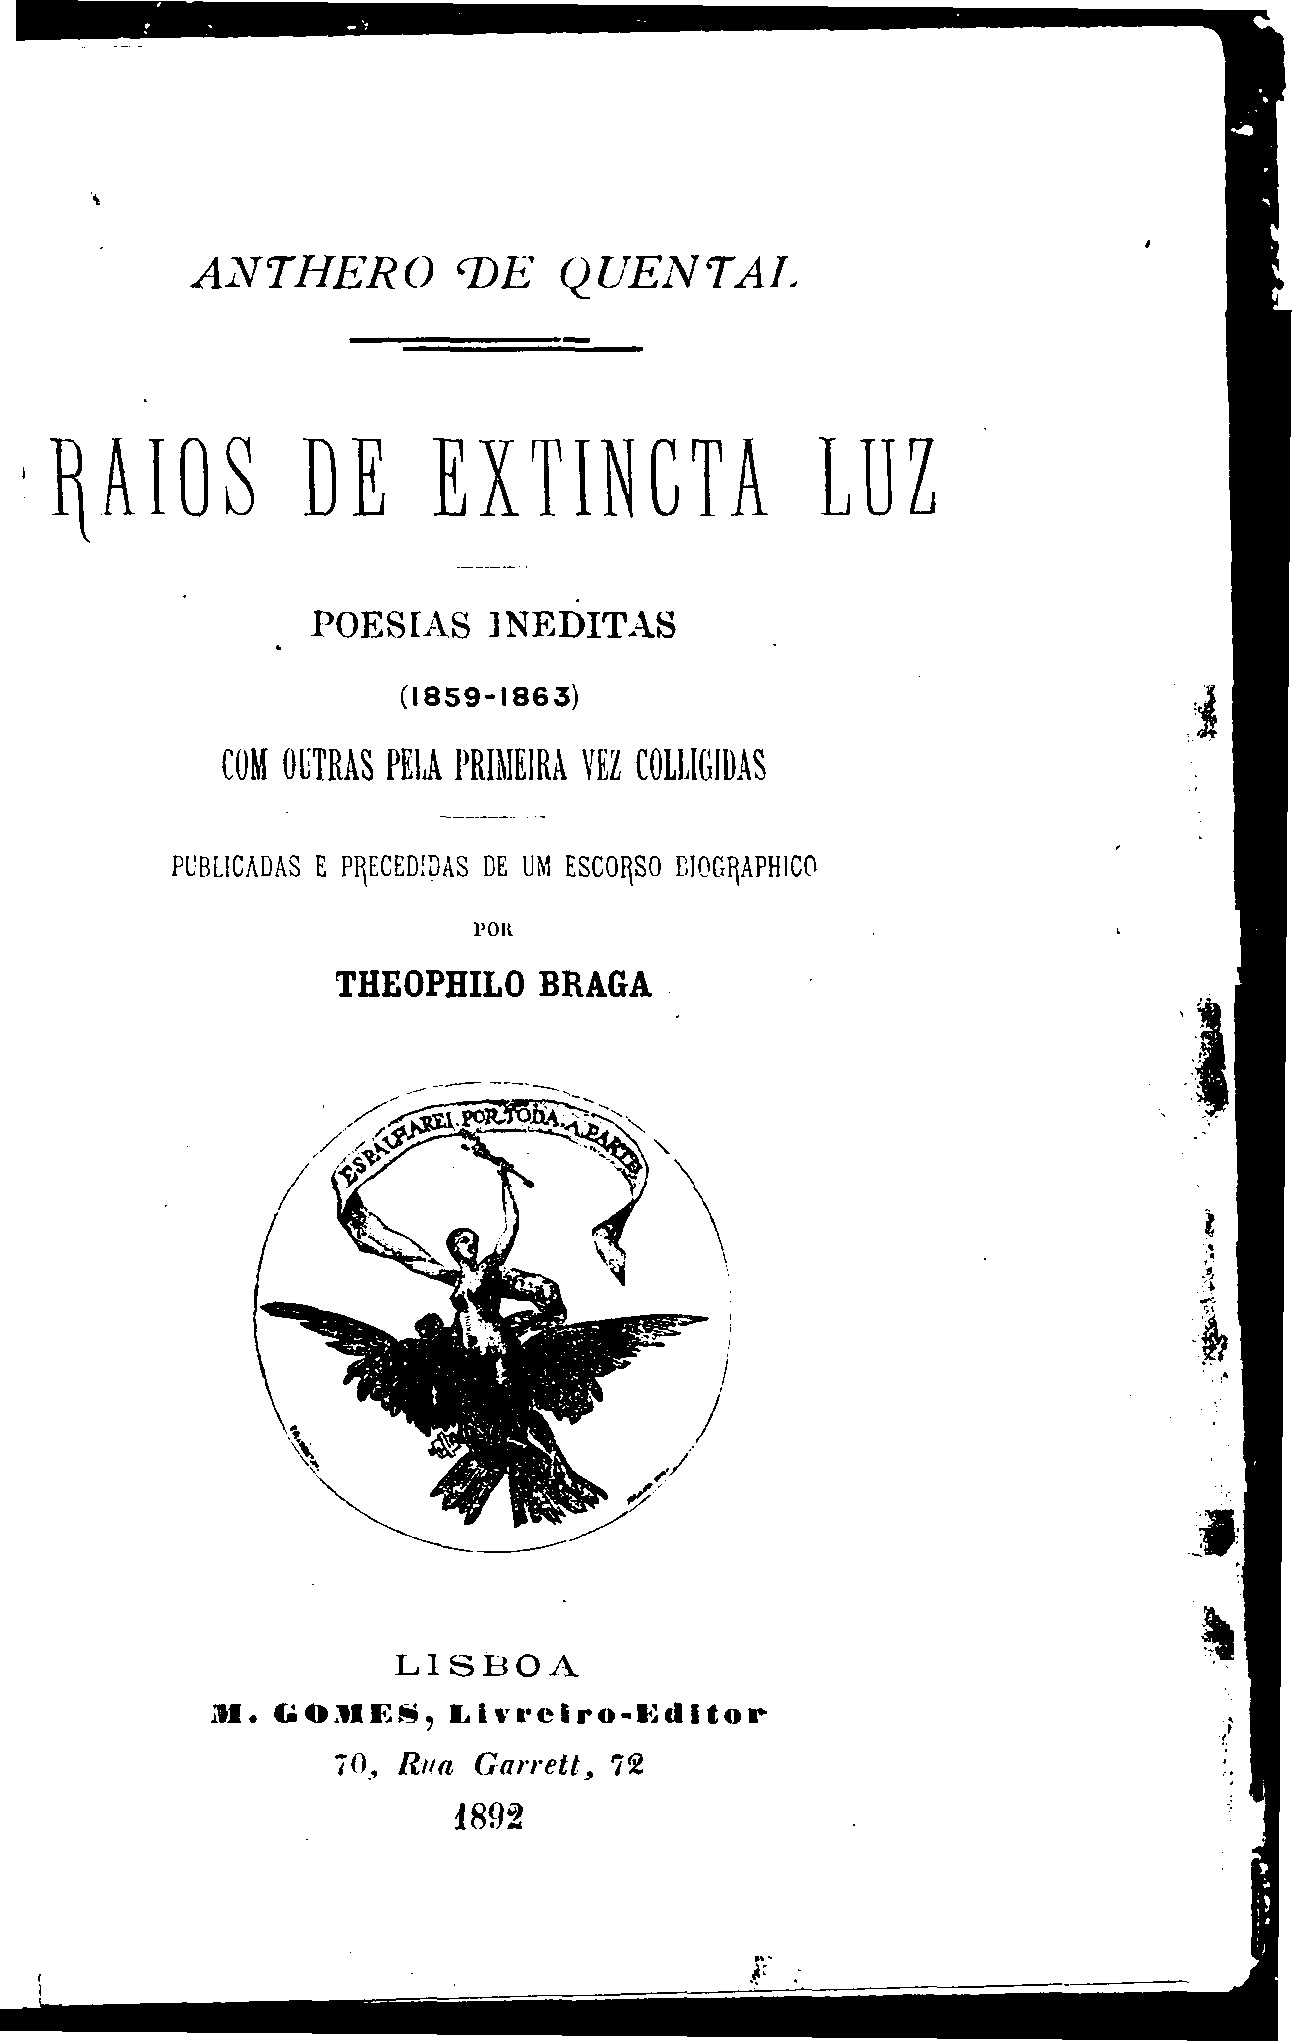 ANTHERO DE QUENTAL
RAIOS DE EXTINCTA LUZ
POESIAS INEDITAS
(1859-1863)
COM OUTRAS PELA PRIMEIRA VEZ COLLIGIDAS
PUBLICADAS E PRECEDIDAS DE UM ESCORSO BIOGRAPHICO
POR
THEOPHILO BRAGA
ESPALHAREI.POR.TODA.A.PARTE
LISBOA
M. GOMES, Livreiro-Editor
70, Rua Garrett, 72
1892